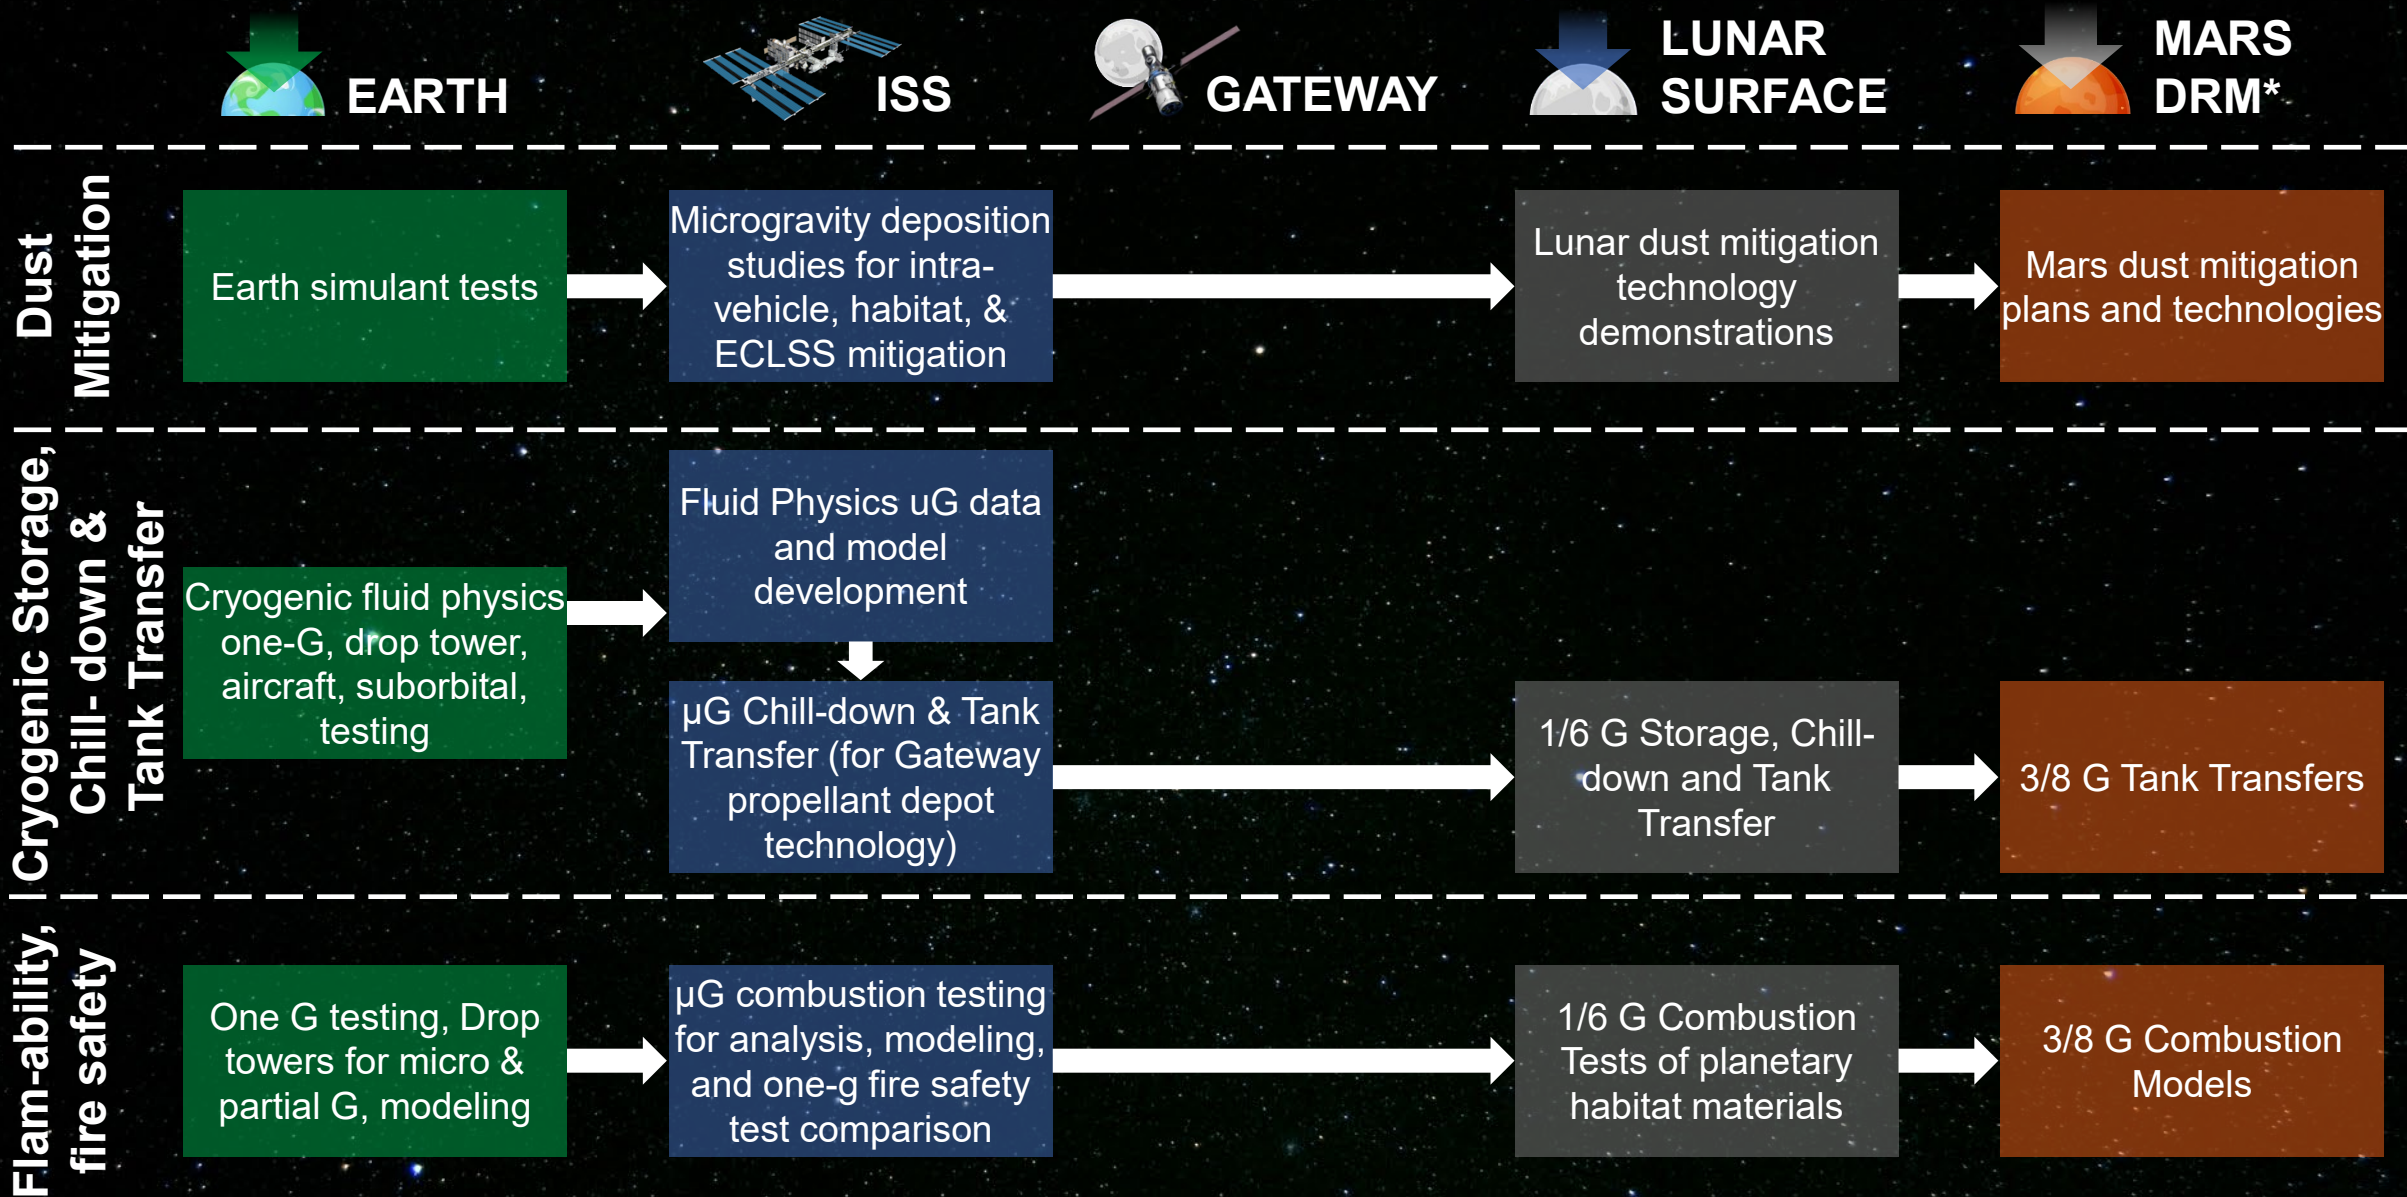 EARTH
ISS
GATEWAY
LUNAR
SURFACE
MARS
DRM*
Dust
Mitigation
Earth simulant tests
Microgravity deposition
studies for intra-
vehicle, habitat, &
ECLSS mitigation
Lunar dust mitigation
technology
demonstrations
Mars dust mitigation
plans and technologies
Cryogenic Storage,
Chill- down &
Tank Transfer
Cryogenic fluid physics
one-G, drop tower,
aircraft, suborbital,
testing
Fluid Physics uG data
and model
development
µG Chill-down & Tank
Transfer (for Gateway
propellant depot
technology)
1/6 G Storage, Chill-
down and Tank
Transfer
3/8 G Tank Transfers
Flam-ability,
fire safety
One G testing, Drop
towers for micro &
partial G, modeling
µG combustion testing
for analysis, modeling,
and one-g fire safety
test comparison
1/6 G Combustion
Tests of planetary
habitat materials
3/8 G Combustion
Models